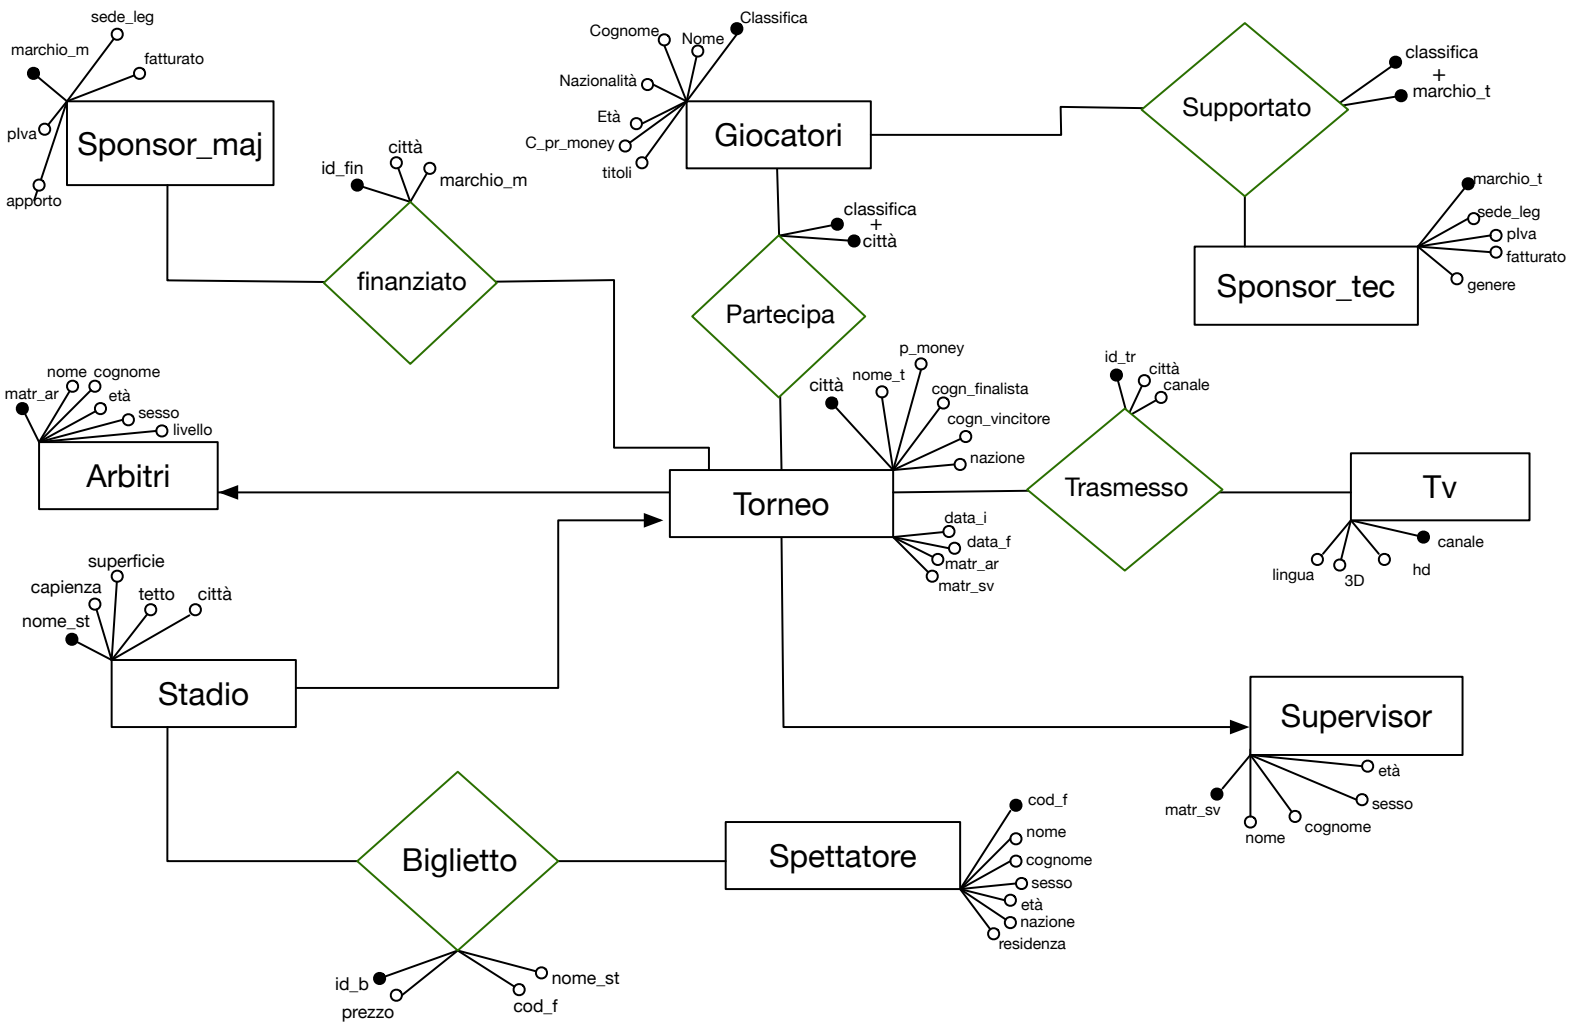 sede_leg
marchio_m
fatturato
pIva
apporto
Sponsor_maj
id_fin
città
marchio_m
finanziato
Cognome
Nome
Classifica
Nazionalità
Età
C_pr_money
titoli
Giocatori
Supportato
classifica
+
marchio_t
marchio_t
sede_leg
pIva
fatturato
genere
Sponsor_tec
classifica
+
città
Partecipa
nome cognome
matr_ar
età
sesso
livello
Arbitri
p_money
città
nome_t
cogn_finalista
cogn_vincitore
nazione
Torneo
data_i
data_f
matr_ar
matr_sv
id_tr
città
canale
Trasmesso
Tv
canale
lingua
3D
hd
superficie
capienza
tetto
città
nome_st
Stadio
Supervisor
età
sesso
matr_sv
cognome
nome
Biglietto
id_b
prezzo
cod_f
nome_st
Spettatore
cod_f
nome
cognome
sesso
età
nazione
residenza